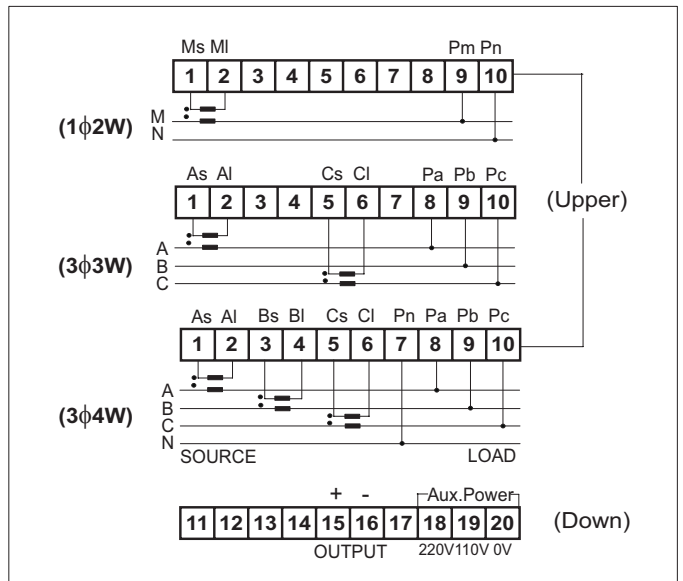 Ms Ml Pm Pn
1 2 3 4 5 6 7 8 9 10
M
(1ϕ2W)
N
As Al Cs Cl Pa Pb Pc
(Upper)
1 2 3 4 5 6 7 8 9 10
A
(3ϕ3W) B
C
As Al Bs Bl Cs Cl Pn Pa Pb Pc
1 2 3 4 5 6 7 8 9 10
A
(3ϕ4W) B
C
N
SOURCE LOAD
+ - Aux.Power
11 12 13 14 15 16 17 18 19 20 (Down)
OUTPUT 220V110V 0V